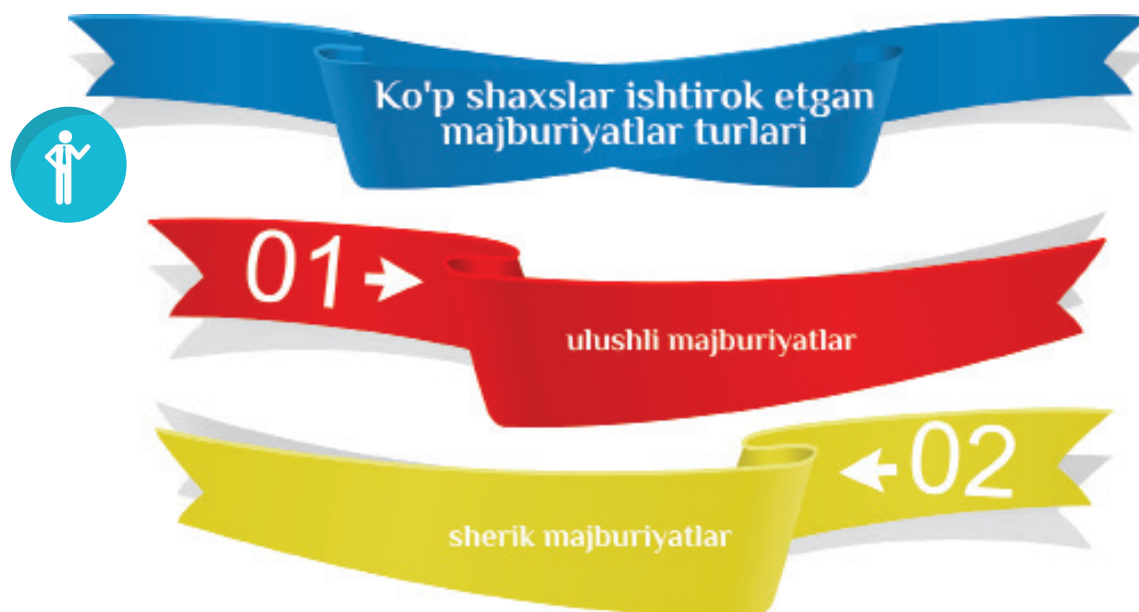 Ko'p shaxslar ishtirok etgan
majburiyatlar turlari
01
ulushli majburiyatlar
02
sherik majburiyatlar